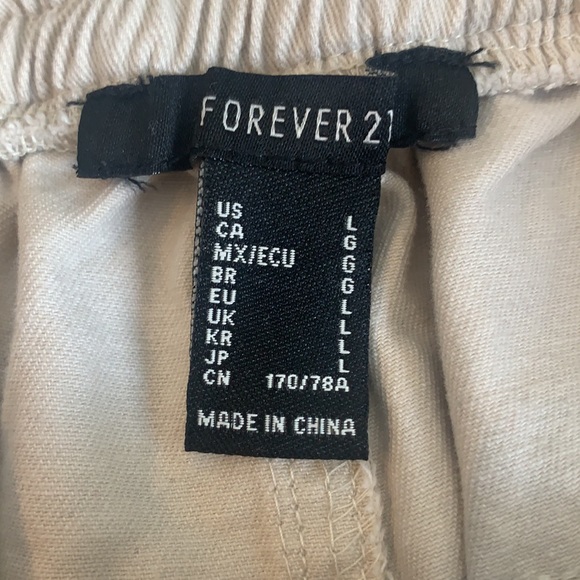 FOREVER 21
US L
CA G
MX/ECU G
BR G
EU L
UK L
KR L
JP L
CN 170/78A
MADE IN CHINA